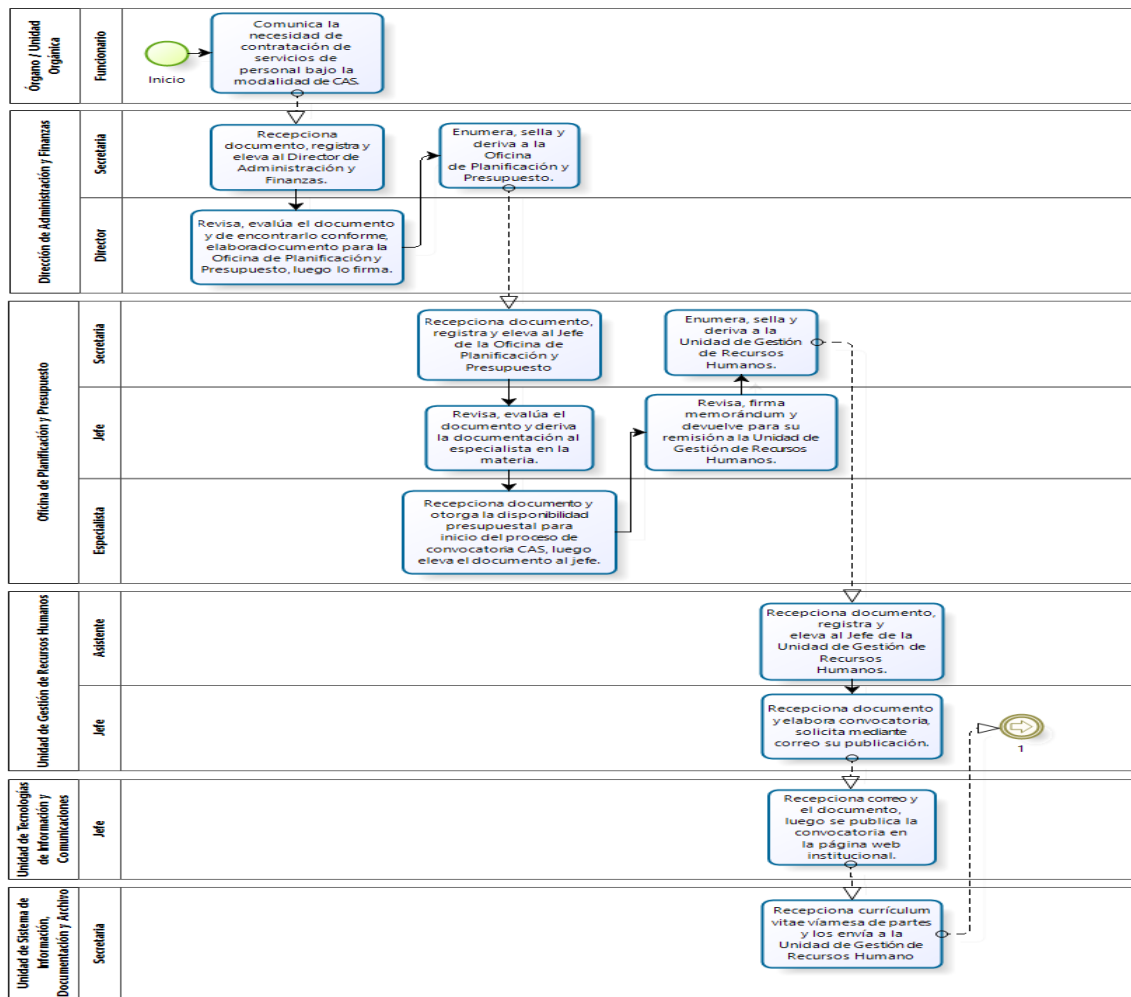 Órgano / Unidad
Orgánica
Funcionario
Inicio
Comunica la
necesidad de
contratación de
servicios de
personal bajo la
modalidad de CAS.
Dirección de Administración y Finanzas
Secretaria
Recepciona
documento, registra y
eleva al Director de
Administración y
Finanzas.
Enumera, sella y
deriva a la
Oficina
de Planificación y
Presupuesto.
Director
Revisa, evalúa el documento
y de encontrarlo conforme,
elaboradocumento para la
Oficina de Planificación y
Presupuesto, luego lo firma.
Oficina de Planificación y Presupuesto
Secretaria
Recepciona documento,
registra y eleva al Jefe
de la Oficina de
Planificación y
Presupuesto
Enumera, sella y
deriva a la
Unidad de Gestión
de Recursos
Humanos.
Jefe
Revisa, evalúa el
documento y deriva
la documentación al
especialista en la
materia.
Revisa, firma
memorándum y
devuelve para su
remisión a la Unidad de
Gestión de Recursos
Humanos.
Especialista
Recepciona documento y
otorga la disponibilidad
presupuestal para
inicio del proceso de
convocatoria CAS, luego
eleva el documento al jefe.
Unidad de Gestión de Recursos Humanos
Asistente
Recepciona documento,
registra y
eleva al Jefe de la
Unidad de Gestión de
Recursos
Humanos.
Jefe
Recepciona documento
y elabora convocatoria,
solicita mediante
correo su publicación.
1
Unidad de Tecnologías
de Información y
Comunicaciones
Jefe
Recepciona correo y
el documento,
luego se publica la
convocatoria en
la página web
institucional.
Unidad de Sistema de
Información,
Documentación y Archivo
Secretaria
Recepciona currículum
vitae víamesa de partes
y los envía a la
Unidad de Gestión de
Recursos Humano